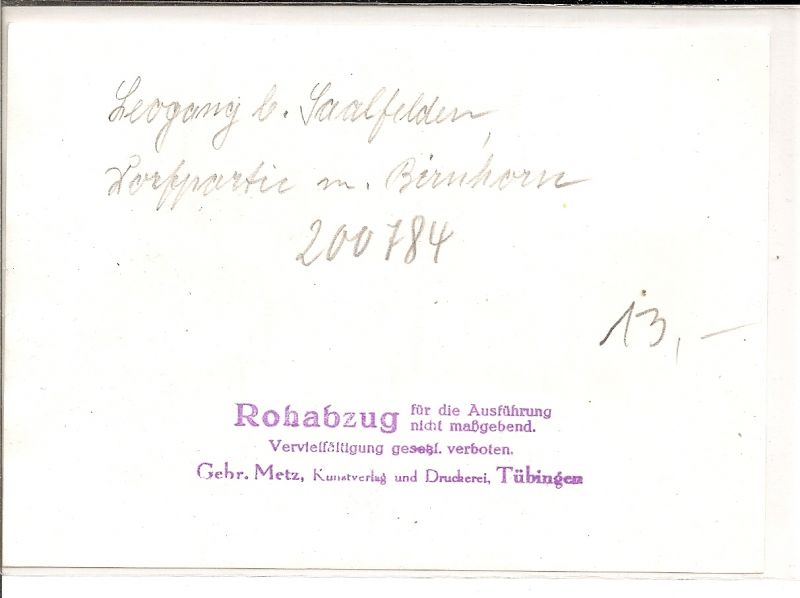 Leogang b. Saalfelden,
Dorfpartie m. Birnhorn
200784
13,-
Rohabzug für die Ausführung
nicht maßgebend.
Vervielfältigung gesetzl. verboten.
Gebr. Metz, Kunstverlag und Druckerei, Tübingen